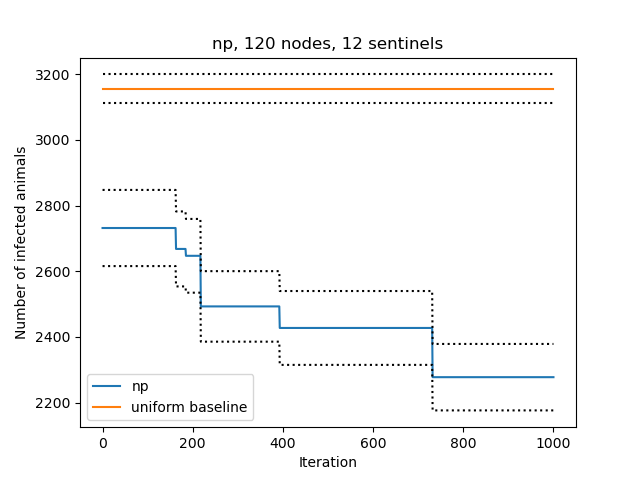 np, 120 nodes, 12 sentinels
Number of infected animals
3200
3000
2800
2600
2400
2200
np
uniform baseline
0
200
400
600
800
1000
Iteration